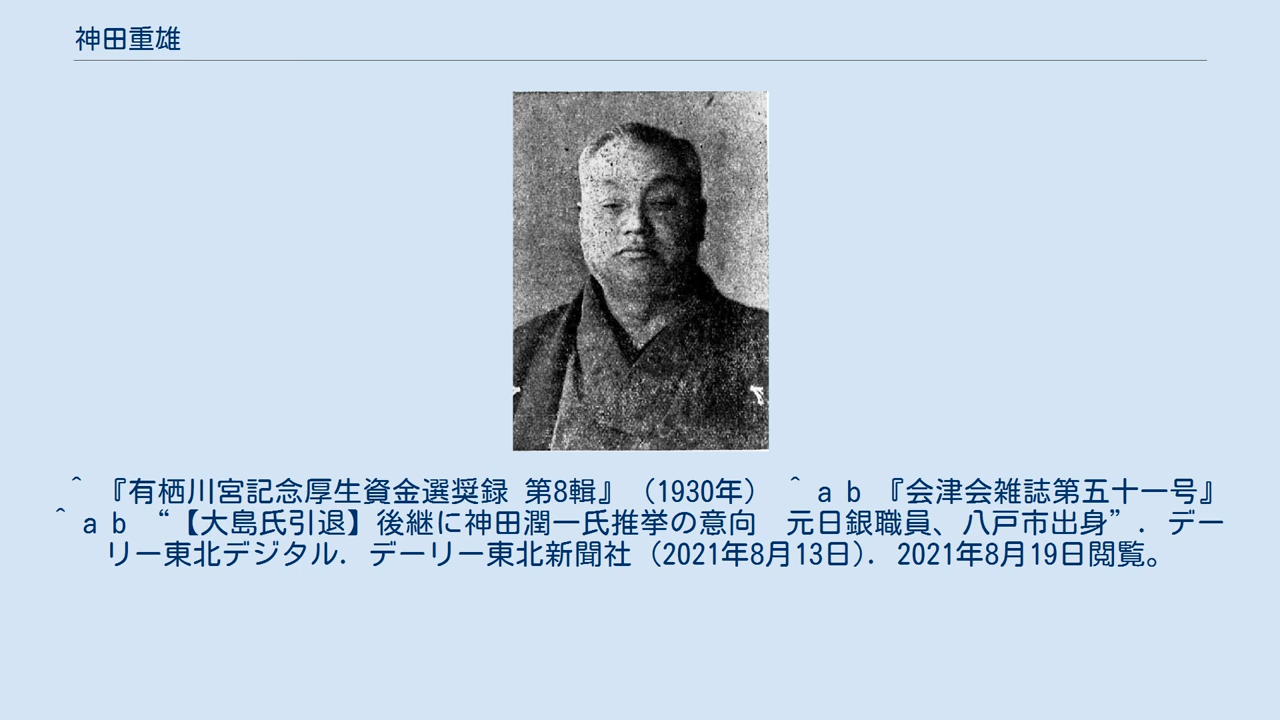 神田重雄
^ 『有栖川宮記念厚生資金選奨録 第8輯』（1930年） ^ a b 『会津会雑誌第五十一号』
^ a b “【大島氏引退】後継に神田潤一氏推挙の意向　元日銀職員、八戸市出身”. デー
リー東北デジタル. デーリー東北新聞社 (2021年8月13日). 2021年8月19日閲覧。